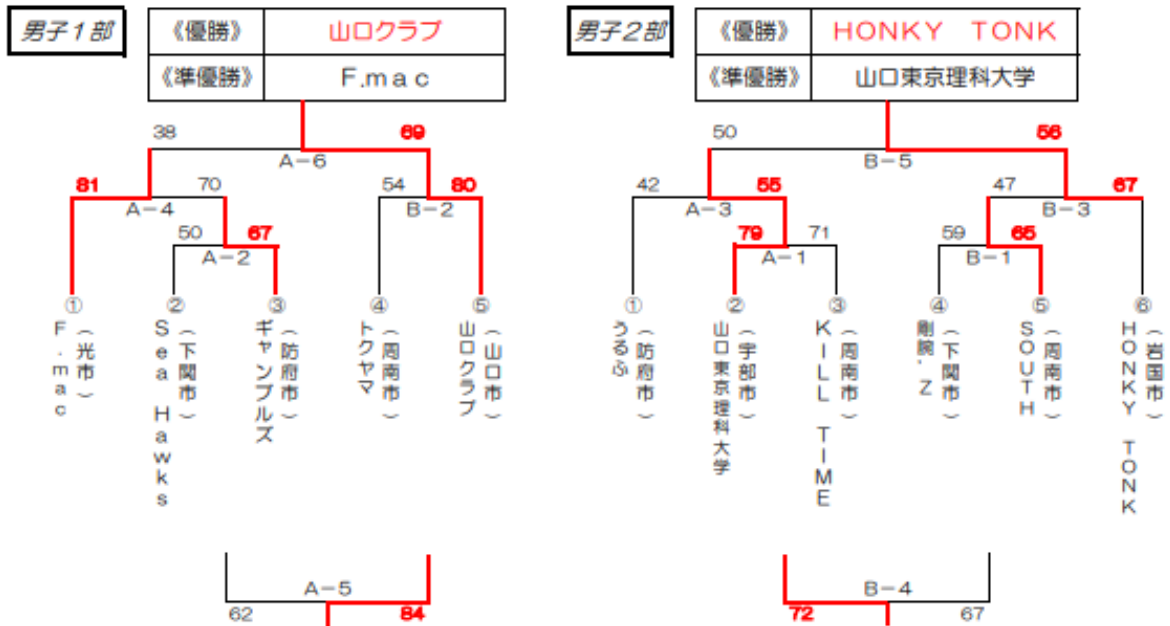 男子1部
《優勝》 山口クラブ
《準優勝》 F.mac
38 69
A-6
81 70 54 80
A-4 B-2
50 67
A-2
① ② ③ ④ ⑤
F.mac (光市)
Sea Hawks (下関市)
ギャンブルズ (防府市)
トクヤマ (周南市)
山口クラブ (山口市)
A-5
62 84
男子2部
《優勝》 HONKY TONK
《準優勝》 山口東京理科大学
50 56
B-5
42 55 47 67
A-3 B-3
79 71 59 65
A-1 B-1
① ② ③ ④ ⑤ ⑥
うるふ (防府市)
山口東京理科大学 (宇部市)
KILL TIME (周南市)
剛腕.Z (下関市)
SOUTH (周南市)
HONKY TONK (岩国市)
B-4
72 67